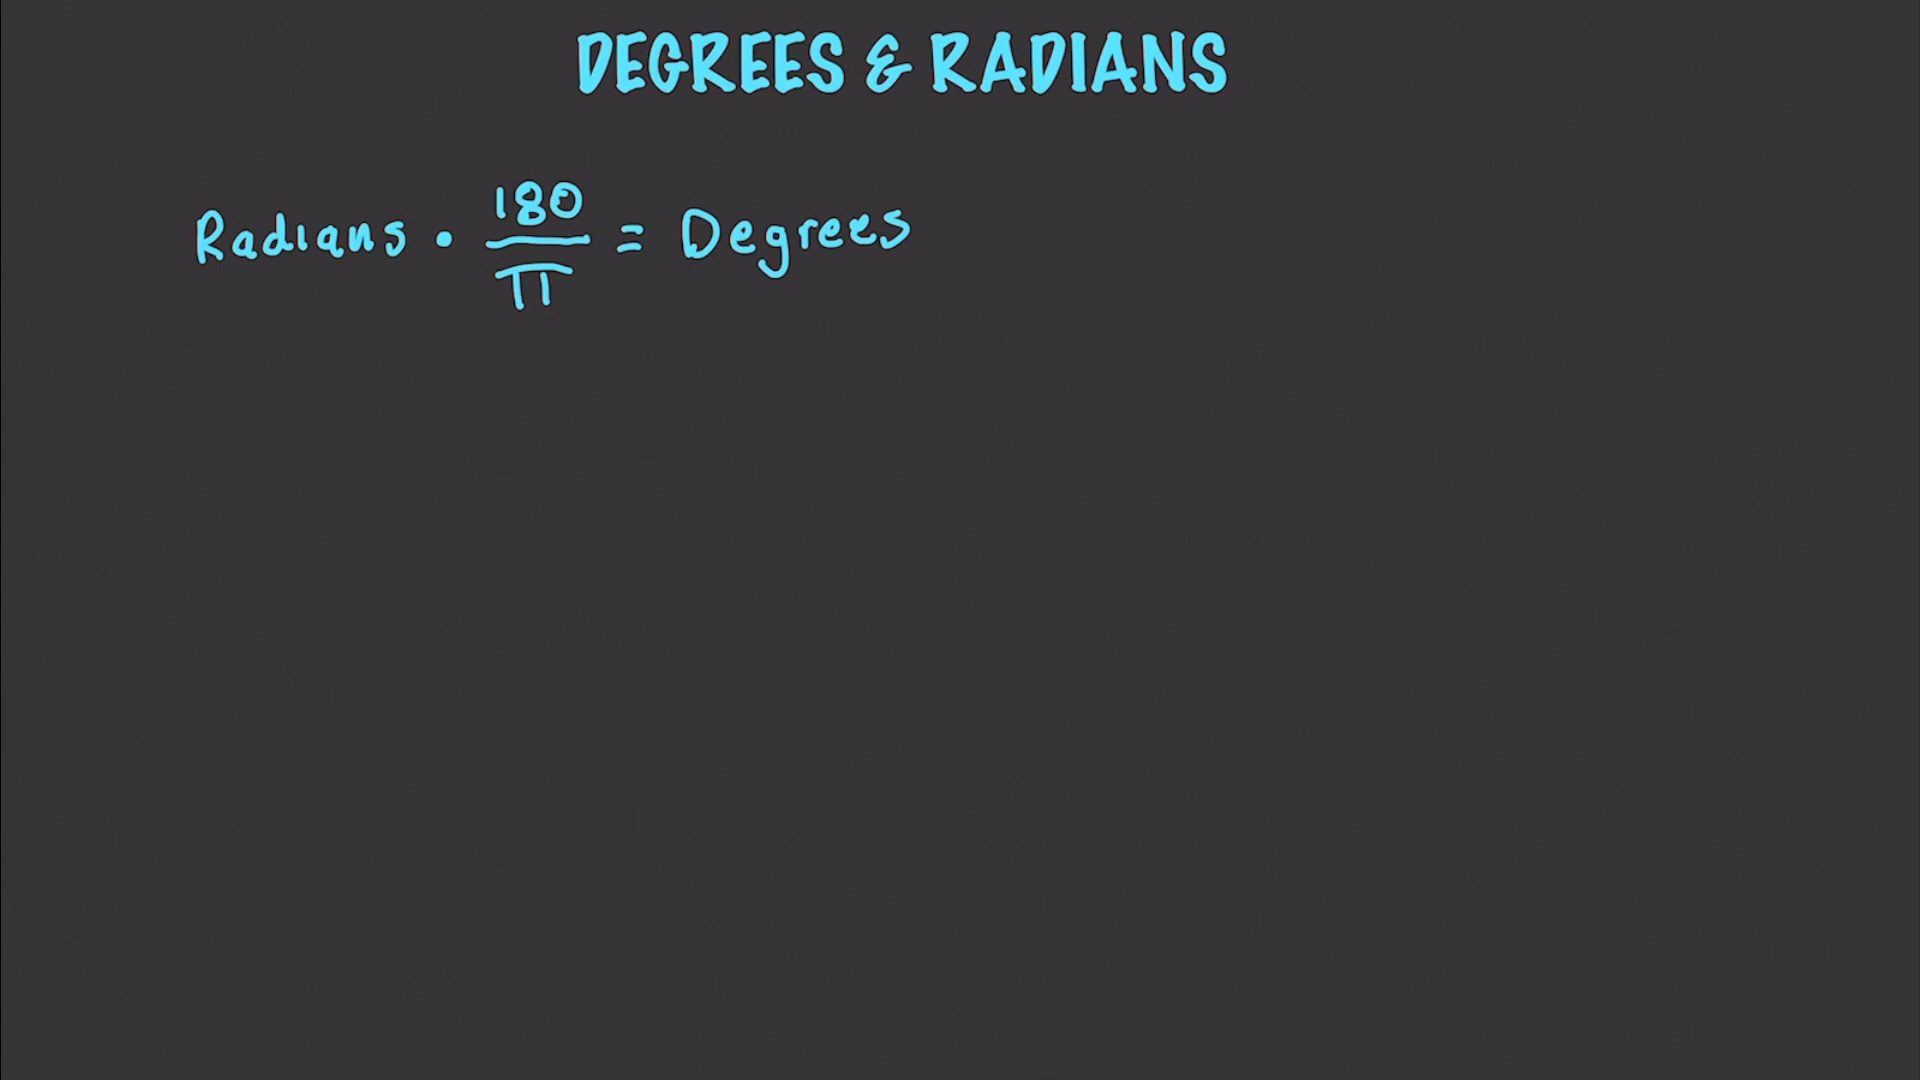 DEGREES & RADIANS
Radians · 180/π = Degrees